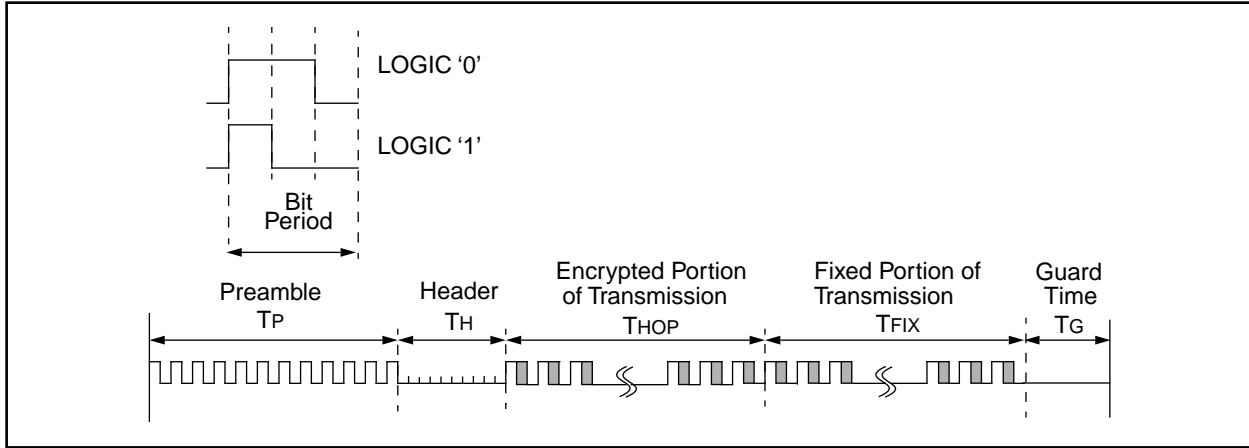 LOGIC ‘0’
LOGIC ‘1’
Bit
Period
Preamble
TP
Header
TH
Encrypted Portion
of Transmission
THOP
Fixed Portion of
Transmission
TFIX
Guard
Time
TG